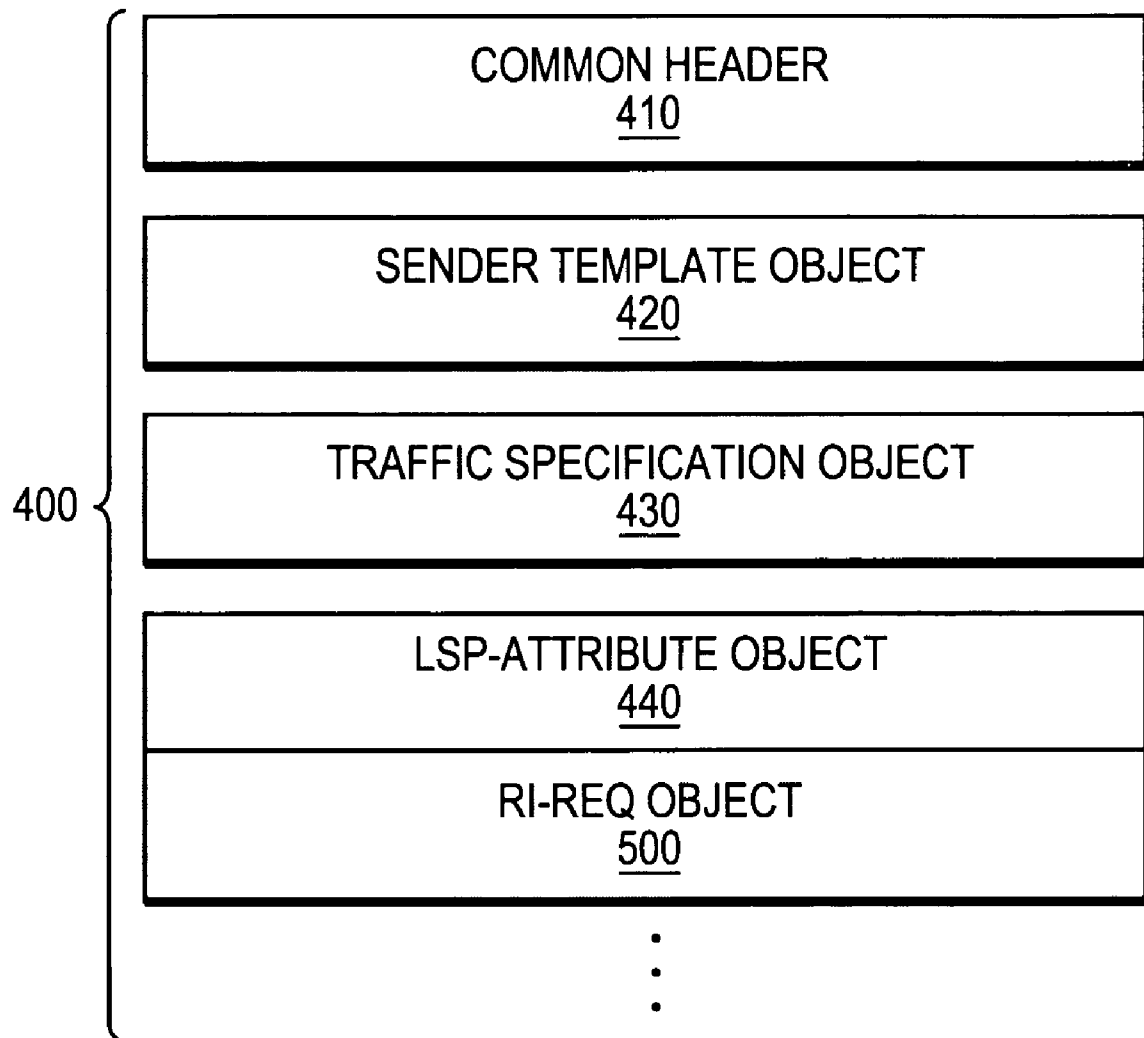 COMMON HEADER
410
SENDER TEMPLATE OBJECT
420
TRAFFIC SPECIFICATION OBJECT
430
400
LSP-ATTRIBUTE OBJECT
440
RI-REQ OBJECT
500